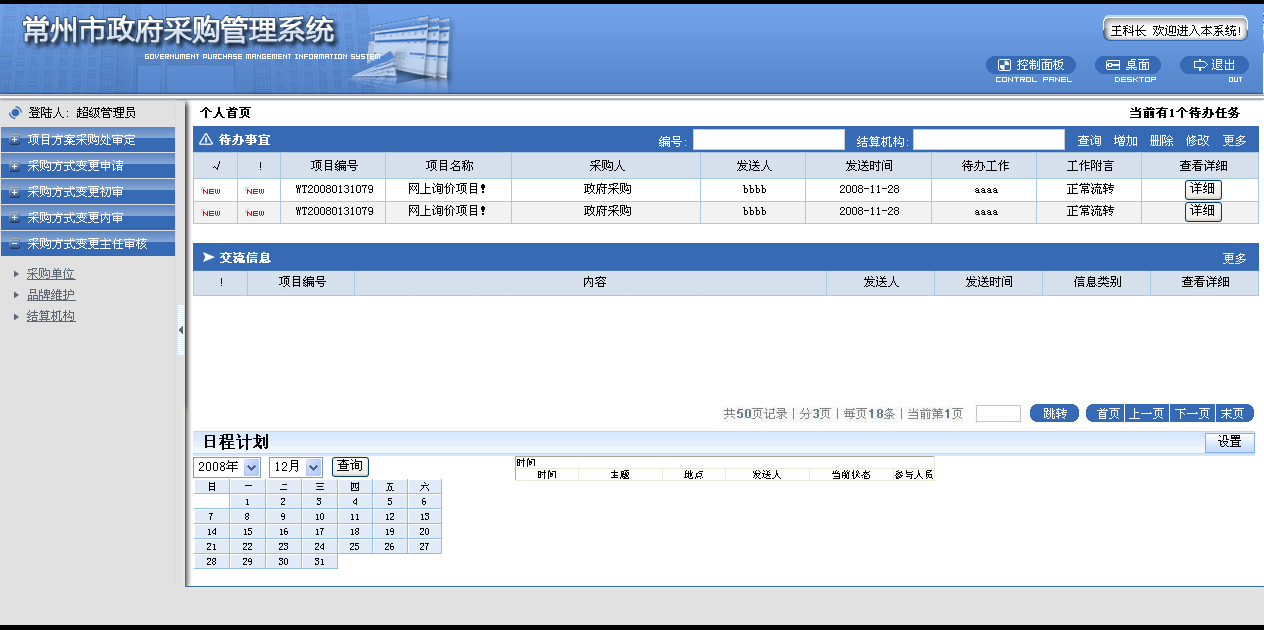 常州市政府采购管理系统
GOVERNUMENT PURCHASE MANGEMENT INFORMATION SYSTEM
王科长 欢迎进入本系统!
控制面板 桌面 退出
CONTROL PANEL DESKTOP OUT
登陆人: 超级管理员
项目方案采购处审定
采购方式变更申请
采购方式变更初审
采购方式变更内审
采购方式变更主任审核
采购单位
品牌维护
结算机构
个人首页 当前有1个待办任务
待办事宜 编号: 结算机构: 查询 增加 删除 修改 更多
√ ! 项目编号 项目名称 采购人 发送人 发送时间 待办工作 工作附言 查看详细
NEW NEW WT20080131079 网上询价项目! 政府采购 bbbb 2008-11-28 aaaa 正常流转 详细
NEW NEW WT20080131079 网上询价项目! 政府采购 bbbb 2008-11-28 aaaa 正常流转 详细
交流信息 更多
! 项目编号 内容 发送人 发送时间 信息类别 查看详细
共50页记录 | 分3页 | 每页18条 | 当前第1页 跳转 首页 上一页 下一页 末页
日程计划 设置
2008年 12月 查询
日 一 二 三 四 五 六
1 2 3 4 5 6
7 8 9 10 11 12 13
14 15 16 17 18 19 20
21 22 23 24 25 26 27
28 29 30 31
时间
时间 主题 地点 发送人 当前状态 参与人员